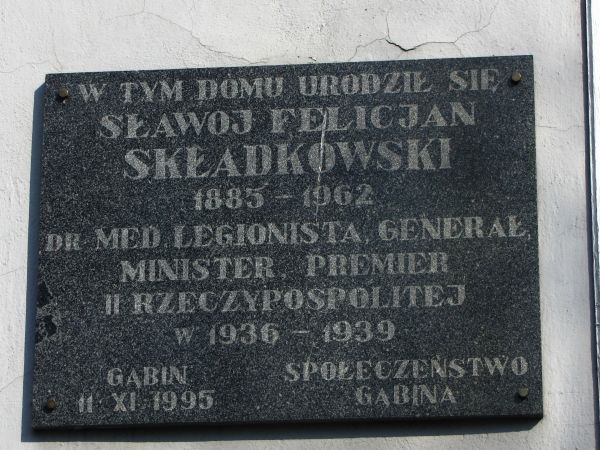 W TYM DOMU URODZIŁ SIĘ
SŁAWOJ FELICJAN
SKŁADKOWSKI
1885 - 1962
DR MED. LEGIONISTA, GENERAŁ,
MINISTER, PREMIER
II RZECZYPOSPOLITEJ
W 1936 - 1939
GĄBIN
11 XI 1995
SPOŁECZEŃSTWO
GĄBINA